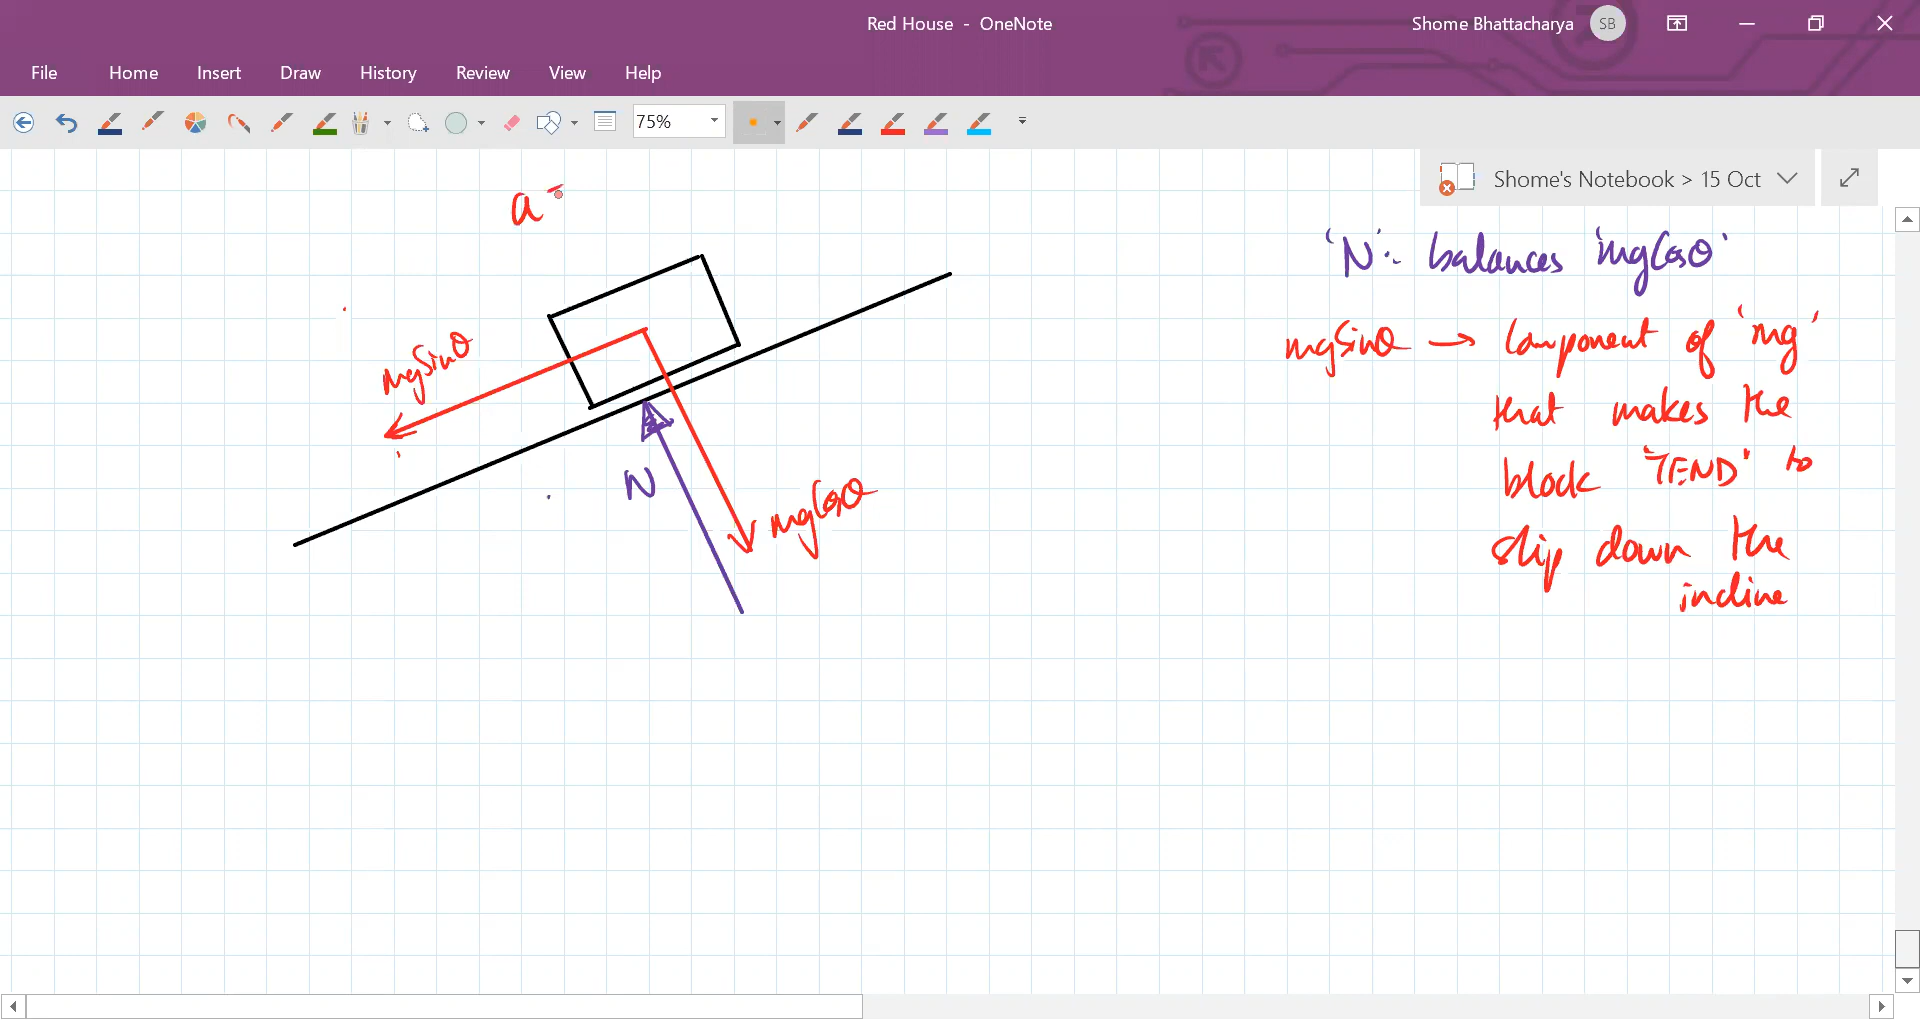 Red House - OneNote
Shome Bhattacharya
SB
File Home Insert Draw History Review View Help
75%
Shome's Notebook > 15 Oct
a =
'N': balances 'mgCosθ'
mgSinθ → Component of 'mg'
that makes the
block "TEND" to
slip down the
incline
mgSinθ
N
mgCosθ